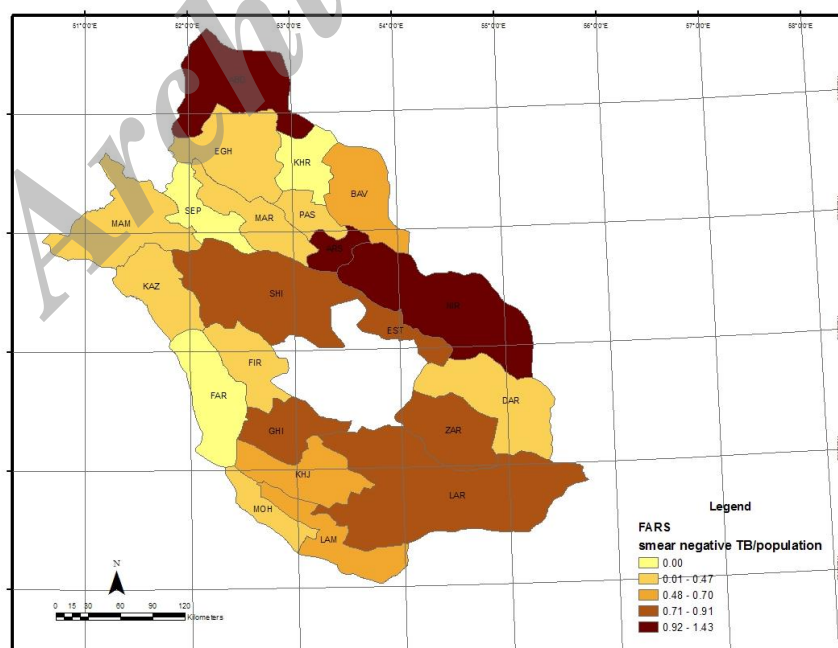 51°0'0"E 52°0'0"E 53°0'0"E 54°0'0"E 55°0'0"E 56°0'0"E 57°0'0"E 58°0'0"E
EGH
KHR
BAV
SEP
MAR
PAS
MAM
KAZ
SHI
EST
FIR
DAR
FAR
GHI
ZAR
KHJ
LAR
MOH
LAM
Legend
FARS
smear negative TB/population
0.00
0.01 - 0.47
0.48 - 0.70
0.71 - 0.91
0.92 - 1.43
N
0 15 30 60 90 120
Kilometers